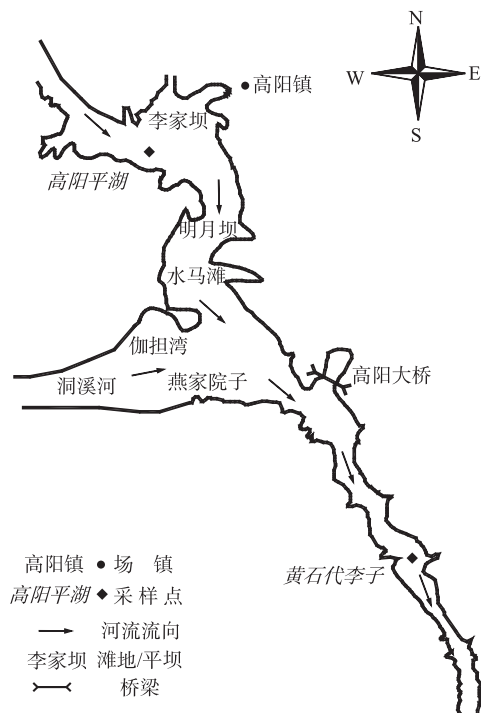 N
W
E
S
高阳镇
李家坝
高阳平湖
明月坝
水马滩
伽担湾
洞溪河
燕家院子
高阳大桥
黄石代李子
高阳镇 场 镇
高阳平湖 采样点
河流流向
李家坝 滩地/平坝
桥梁